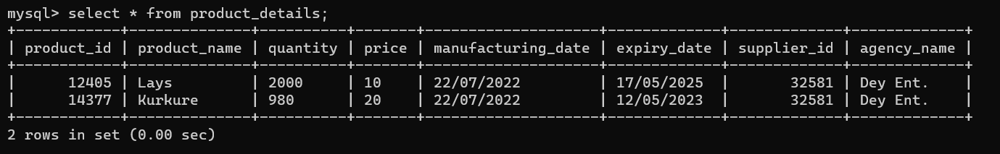 mysql> select * from product_details;
+------------+--------------+----------+-------+--------------------+-------------+-------------+-------------+
| product_id | product_name | quantity | price | manufacturing_date | expiry_date | supplier_id | agency_name |
+------------+--------------+----------+-------+--------------------+-------------+-------------+-------------+
|      12405 | Lays         | 2000     | 10    | 22/07/2022         | 17/05/2025  |       32581 | Dey Ent.    |
|      14377 | Kurkure      | 980      | 20    | 22/07/2022         | 12/05/2023  |       32581 | Dey Ent.    |
+------------+--------------+----------+-------+--------------------+-------------+-------------+-------------+
2 rows in set (0.00 sec)